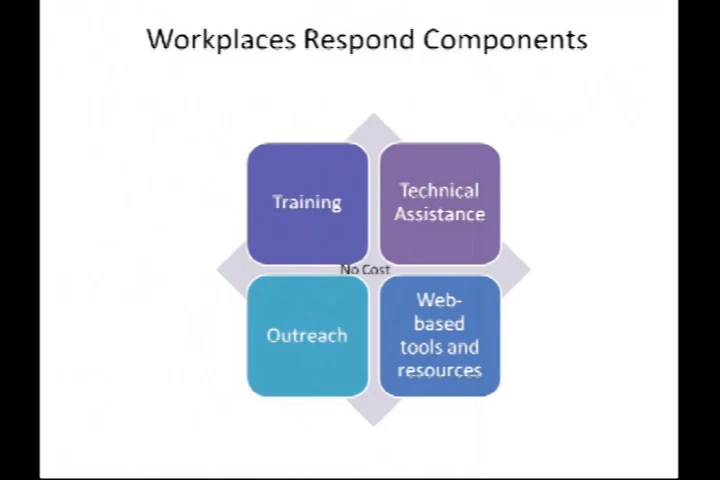 Workplaces Respond Components
Training
Technical
Assistance
No Cost
Outreach
Web-
based
tools and
resources